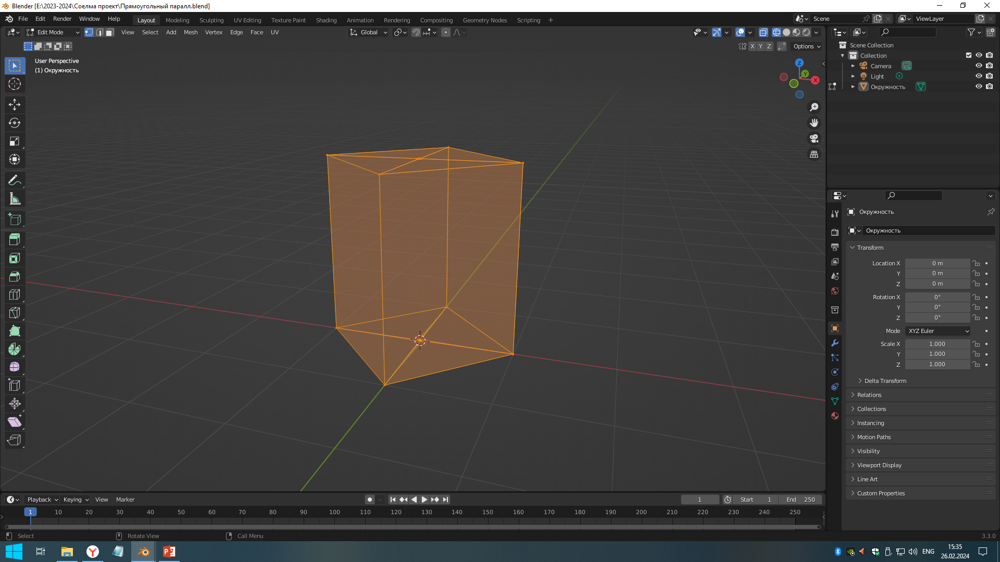 Blender [E:\2023-2024\Соелма проект\Прямоугольный паралл.blend]
File Edit Render Window Help
Layout Modeling Sculpting UV Editing Texture Paint Shading Animation Rendering Compositing Geometry Nodes Scripting
Scene
ViewLayer
Edit Mode
View Select Add Mesh Vertex Edge Face UV
Global
X Y Z
Options
User Perspective
(1) Окружность
Z
Y
X
Scene Collection
Collection
Camera
Light
Окружность
Окружность
Окружность
Transform
Location X 0 m
Y 0 m
Z 0 m
Rotation X 0°
Y 0°
Z 0°
Mode XYZ Euler
Scale X 1.000
Y 1.000
Z 1.000
Delta Transform
Relations
Collections
Instancing
Motion Paths
Visibility
Viewport Display
Line Art
Custom Properties
Playback Keying View Marker
1
Start 1
End 250
1 10 20 30 40 50 60 70 80 90 100 110 120 130 140 150 160 170 180 190 200 210 220 230 240 250
Select
Rotate View
Call Menu
3.3.0
ENG
15:35
26.02.2024